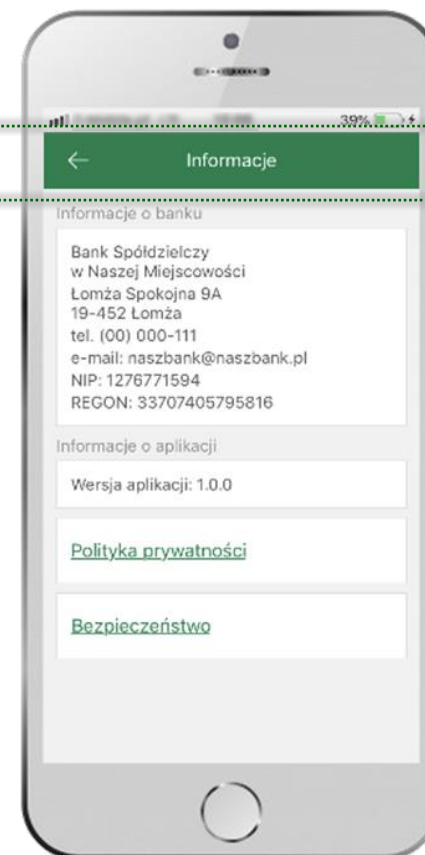 39%
Informacje
Informacje o banku
Bank Spółdzielczy
w Naszej Miejscowości
Łomża Spokojna 9A
19-452 Łomża
tel. (00) 000-111
e-mail: naszbank@naszbank.pl
NIP: 1276771594
REGON: 33707405795816
Informacje o aplikacji
Wersja aplikacji: 1.0.0
Polityka prywatności
Bezpieczeństwo